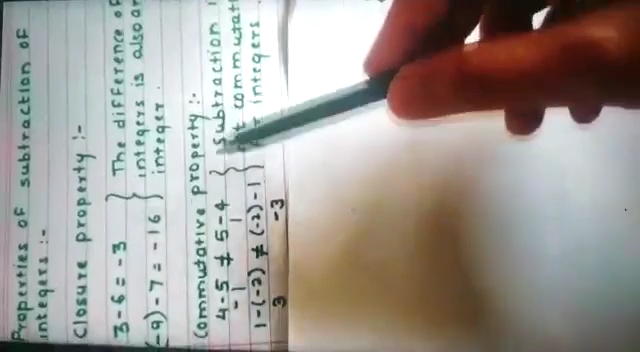 Properties of subtraction of
integers :-
Closure property :-
3 - 6 = -3 } The difference of
(-9) - 7 = -16 } integers is also an
integer.
Commutative property :-
4 - 5 ≠ 5 - 4 } subtraction
-1 1 commutat
1 - (-2) ≠ (-2) - 1 } integers.
3 -3